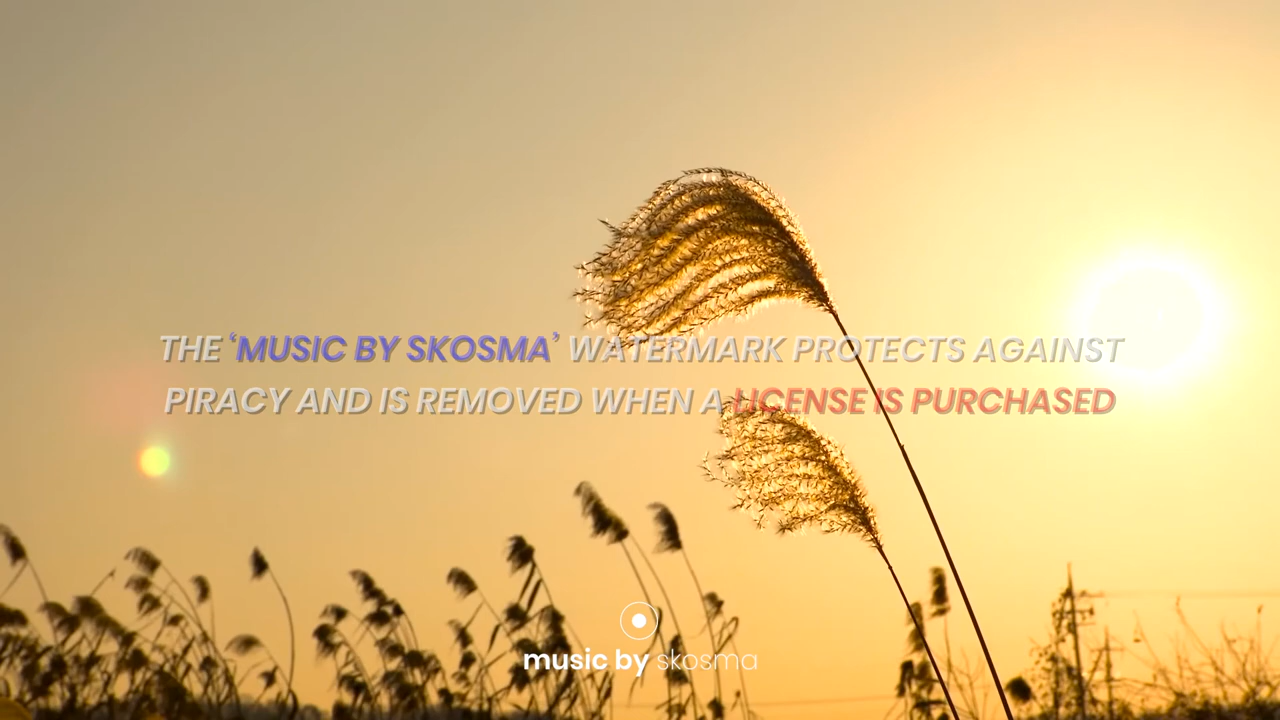 THE ‘MUSIC BY SKOSMA’ WATERMARK PROTECTS AGAINST
PIRACY AND IS REMOVED WHEN A LICENSE IS PURCHASED
music by skosma